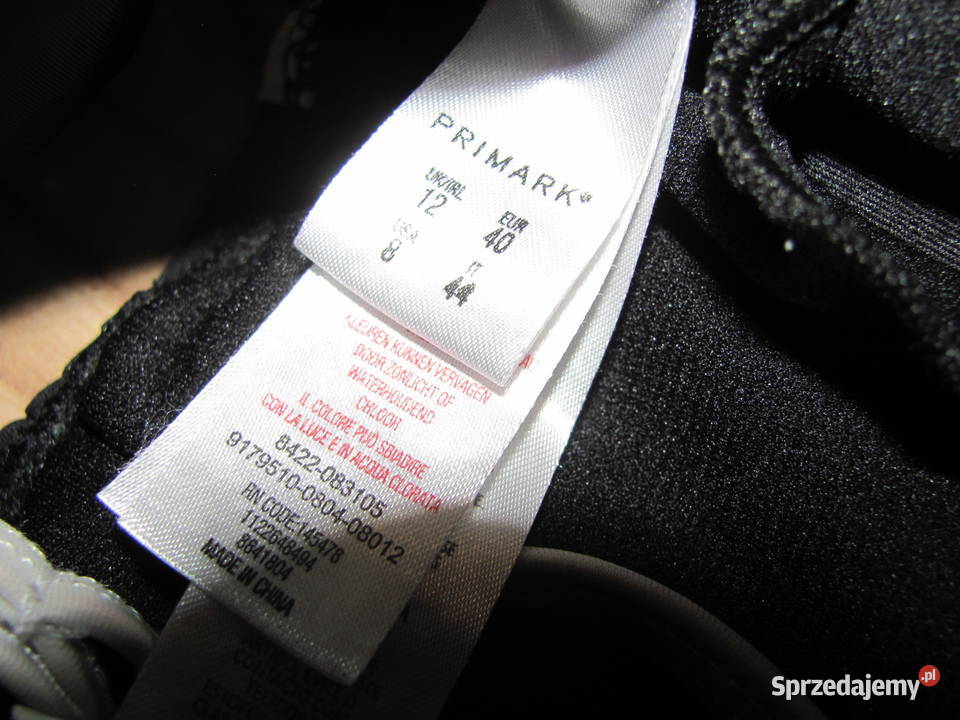 PRIMARK®
UK/IRL EUR
12 40
USA IT
8 44
KLEUREN KUNNEN VERVAGEN
DOOR ZONLICHT OF
WATERHOUDEND
CHLOOR
IL COLORE PUÒ SBIADIRE
CON LA LUCE E IN ACQUA CLORATA
8422-083105
9179510-0804-08012
RN CODE:145478
1122646494
8641804
MADE IN CHINA
Sprzedajemy.pl